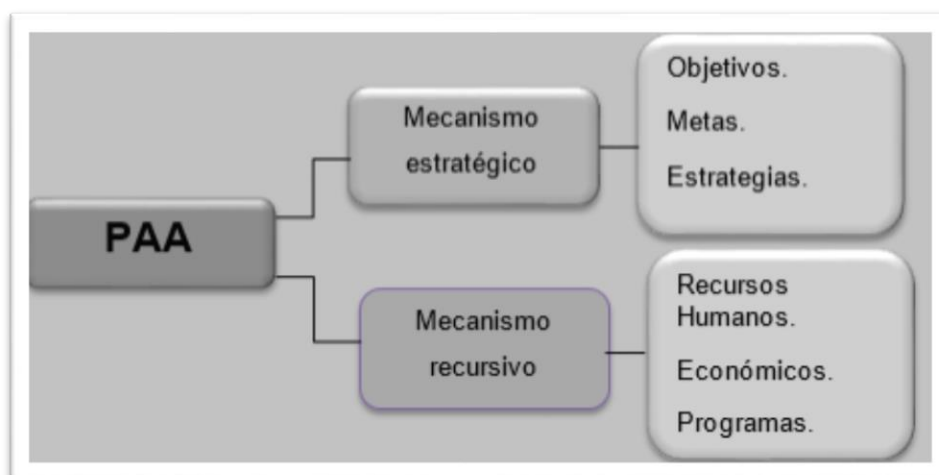 PAA
Mecanismo
estratégico
Objetivos.
Metas.
Estrategias.
Mecanismo
recursivo
Recursos
Humanos.
Económicos.
Programas.